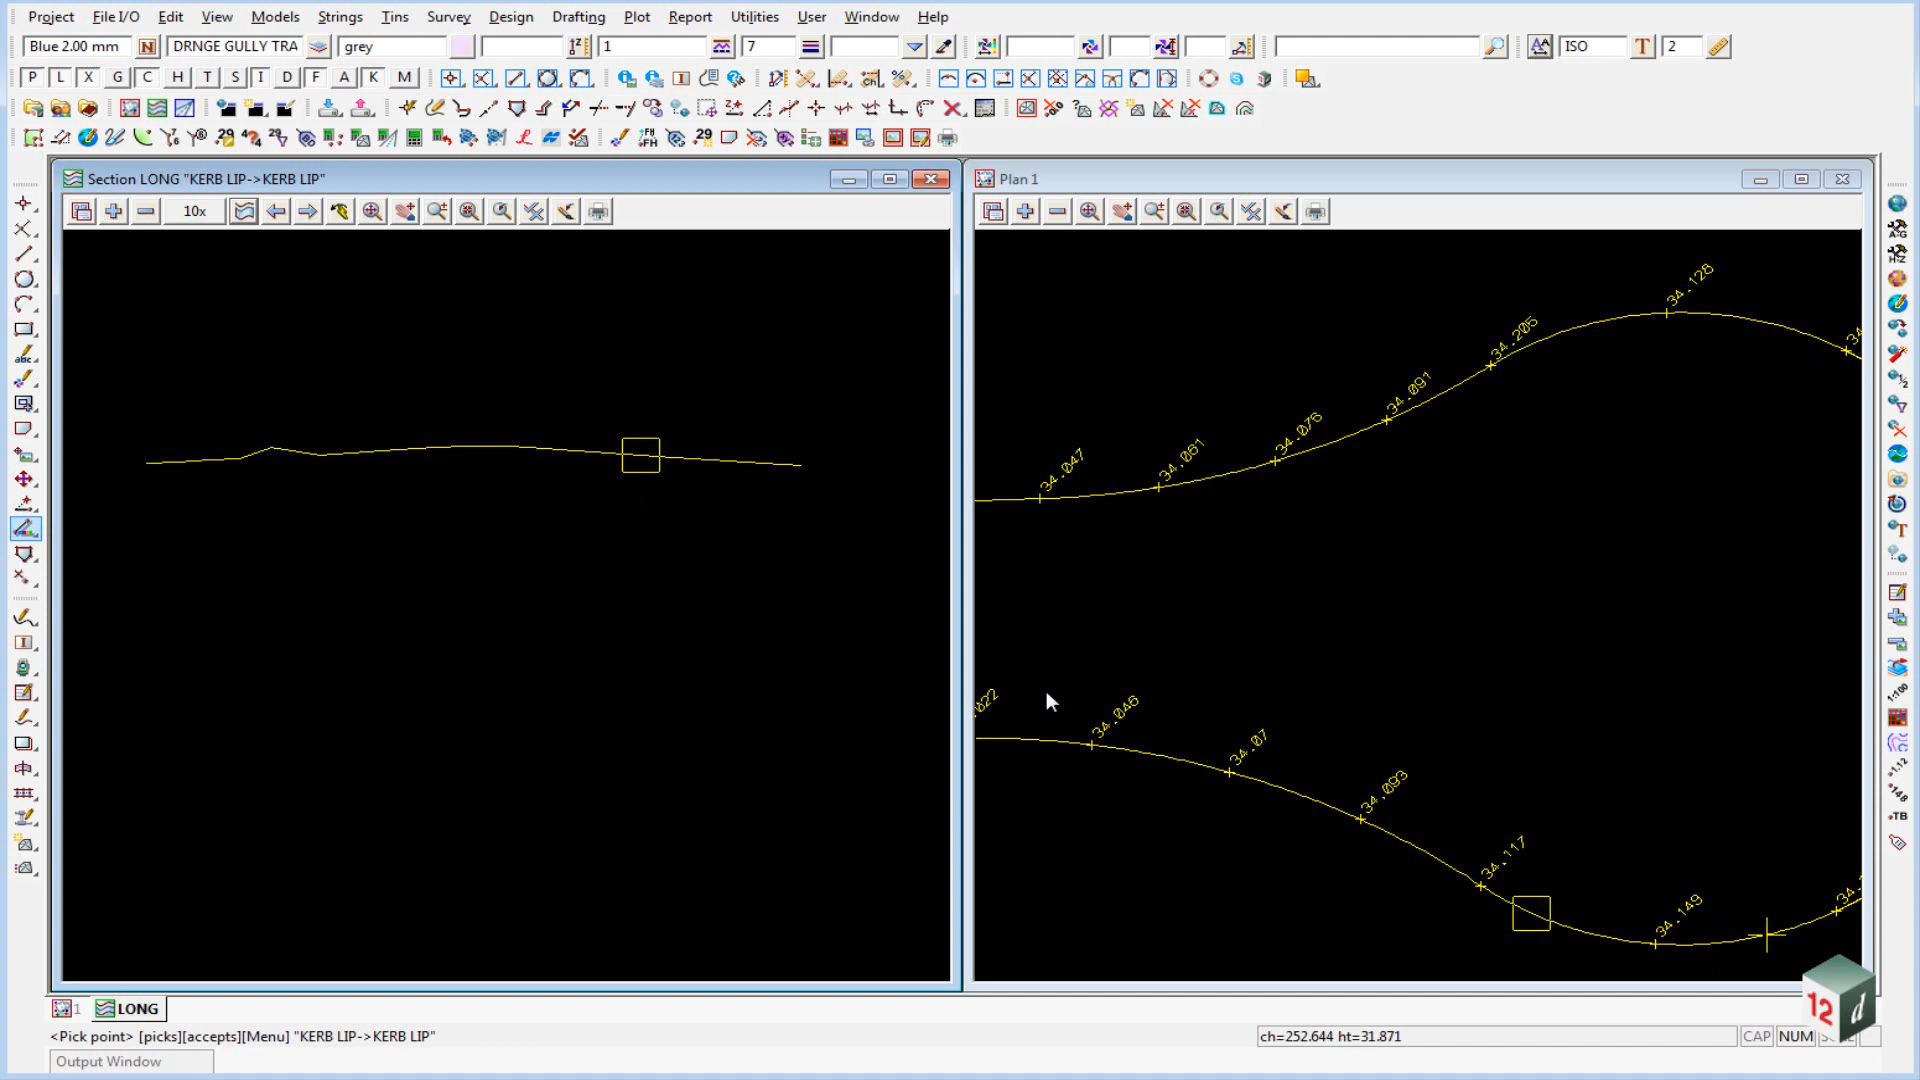 Project File I/O Edit View Models Strings Tins Survey Design Drafting Plot Report Utilities User Window Help
Blue 2.00 mm N DRNGE GULLY TRA grey 1 7 ISO T 2
P L X G C H T S I D F A K M
Section LONG "KERB LIP->KERB LIP"
10x
Plan 1
34.128
34.205
34.091
34.076
34.061
34.047
.022
34.046
34.07
34.093
34.117
34.149
34.
1 LONG
<Pick point> [picks][accepts][Menu] "KERB LIP->KERB LIP"
ch=252.644 ht=31.871
CAP NUM
Output Window
12 d